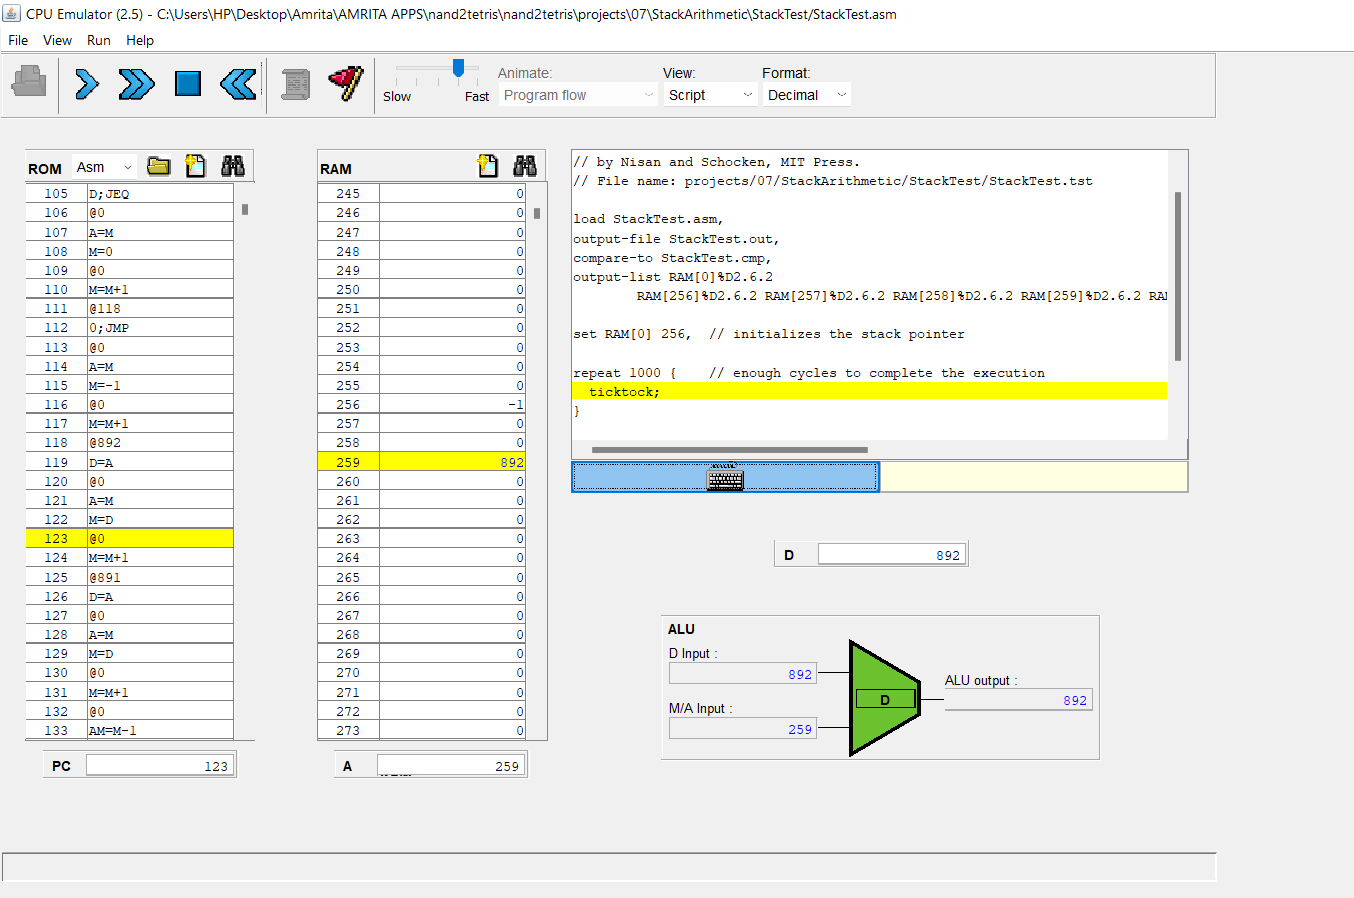 CPU Emulator (2.5) - C:\Users\HP\Desktop\Amrita\AMRITA APPS\nand2tetris\nand2tetris\projects\07\StackArithmetic\StackTest/StackTest.asm
File View Run Help
Slow Fast
Animate:
Program flow
View:
Script
Format:
Decimal
ROM Asm
105 D;JEQ
106 @0
107 A=M
108 M=0
109 @0
110 M=M+1
111 @118
112 0;JMP
113 @0
114 A=M
115 M=-1
116 @0
117 M=M+1
118 @892
119 D=A
120 @0
121 A=M
122 M=D
123 @0
124 M=M+1
125 @891
126 D=A
127 @0
128 A=M
129 M=D
130 @0
131 M=M+1
132 @0
133 AM=M-1
PC 123
RAM
245 0
246 0
247 0
248 0
249 0
250 0
251 0
252 0
253 0
254 0
255 0
256 -1
257 0
258 0
259 892
260 0
261 0
262 0
263 0
264 0
265 0
266 0
267 0
268 0
269 0
270 0
271 0
272 0
273 0
A 259
// by Nisan and Schocken, MIT Press.
// File name: projects/07/StackArithmetic/StackTest/StackTest.tst
load StackTest.asm,
output-file StackTest.out,
compare-to StackTest.cmp,
output-list RAM[0]%D2.6.2
RAM[256]%D2.6.2 RAM[257]%D2.6.2 RAM[258]%D2.6.2 RAM[259]%D2.6.2
set RAM[0] 256, // initializes the stack pointer
repeat 1000 { // enough cycles to complete the execution
ticktock;
}
D 892
ALU
D Input :
892
M/A Input :
259
D
ALU output :
892